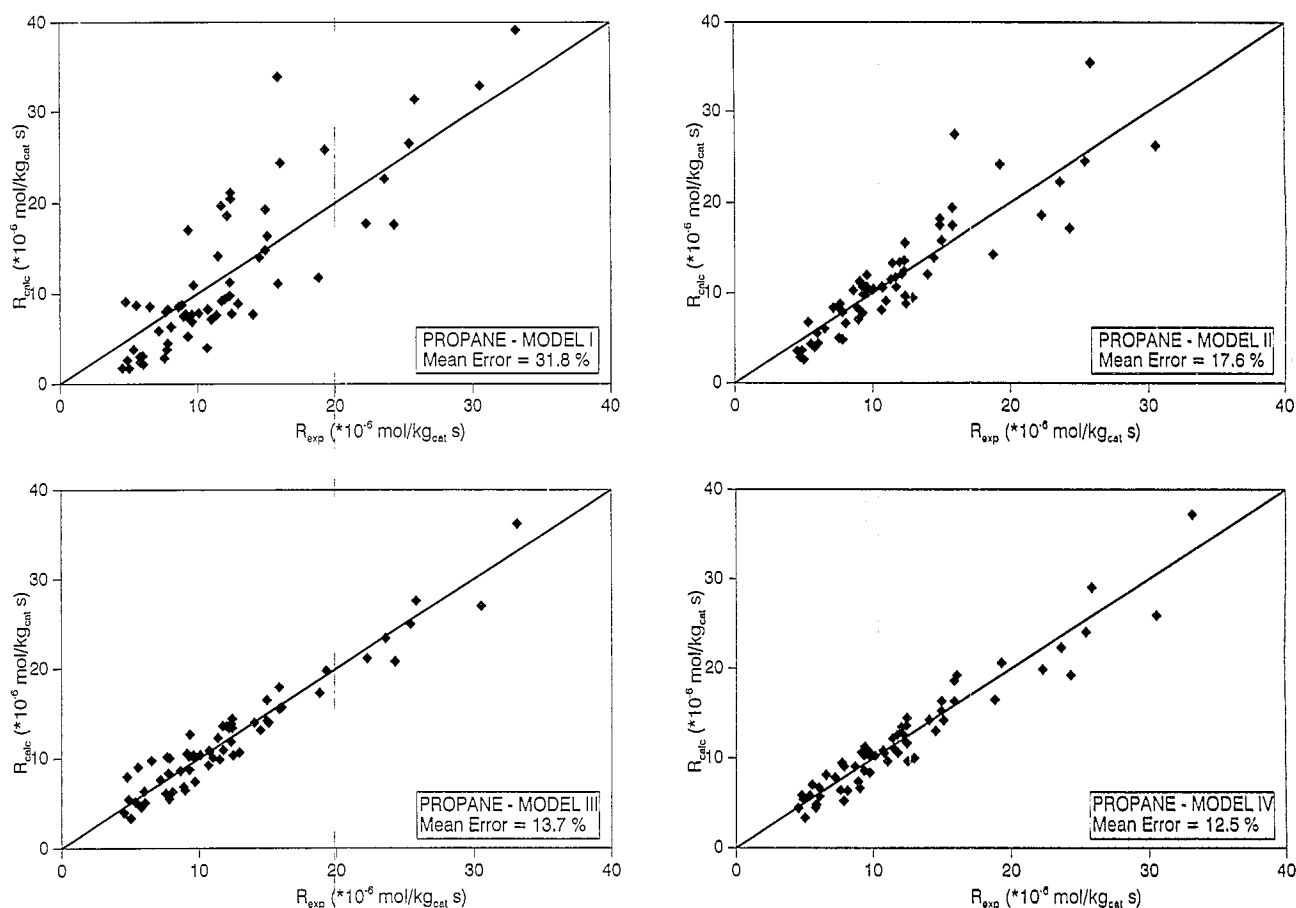 40
30
20
10
0
R_calc (*10^-6 mol/kg_cat s)
0 10 20 30 40
R_exp (*10^-6 mol/kg_cat s)
PROPANE - MODEL I
Mean Error = 31.8 %
40
30
20
10
0
R_calc (*10^-6 mol/kg_cat s)
0 10 20 30 40
R_exp (*10^-6 mol/kg_cat s)
PROPANE - MODEL II
Mean Error = 17.6 %
40
30
20
10
0
R_calc (*10^-6 mol/kg_cat s)
0 10 20 30 40
R_exp (*10^-6 mol/kg_cat s)
PROPANE - MODEL III
Mean Error = 13.7 %
40
30
20
10
0
R_calc (*10^-6 mol/kg_cat s)
0 10 20 30 40
R_exp (*10^-6 mol/kg_cat s)
PROPANE - MODEL IV
Mean Error = 12.5 %